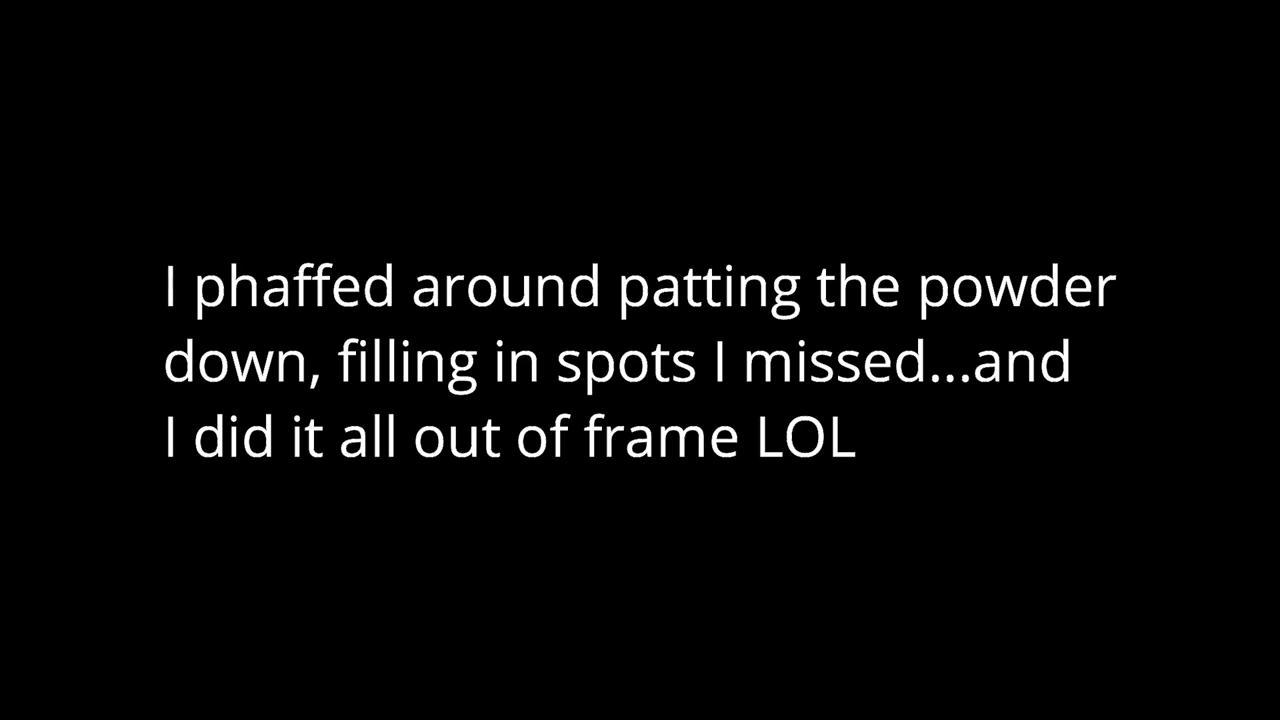 I phaffed around patting the powder
down, filling in spots I missed...and
I did it all out of frame LOL